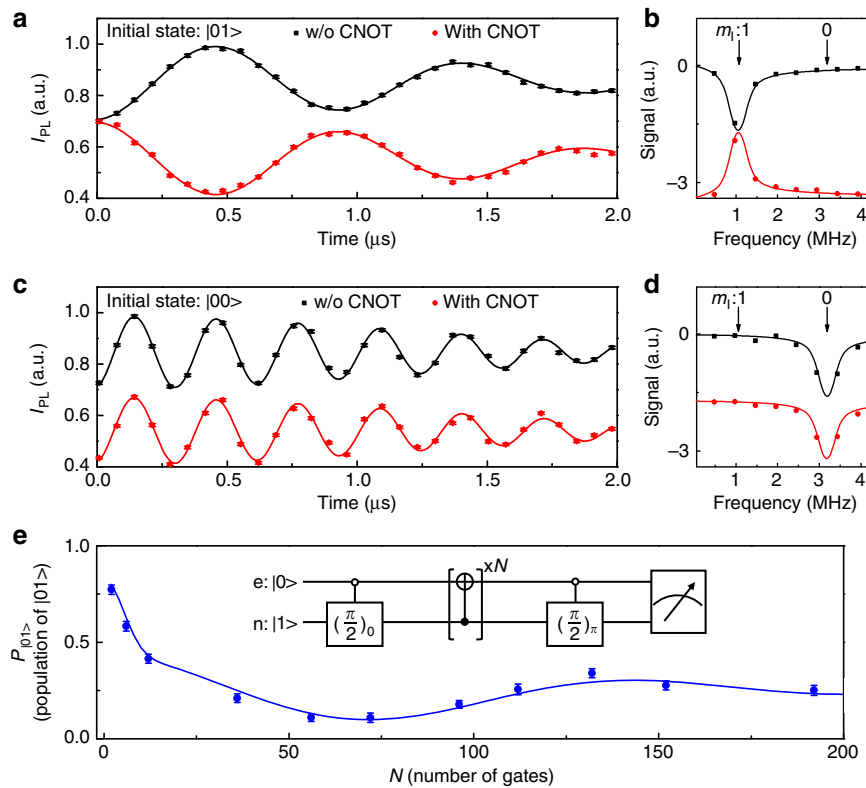 a
Initial state: |01>
w/o CNOT
With CNOT
I_PL (a.u.)
1.0
0.8
0.6
0.4
0.0
0.5
1.0
1.5
2.0
Time (μs)
b
m_I:1
0
Signal (a.u.)
0
−3
1
2
3
4
Frequency (MHz)
c
Initial state: |00>
w/o CNOT
With CNOT
I_PL (a.u.)
1.0
0.8
0.6
0.4
0.0
0.5
1.0
1.5
2.0
Time (μs)
d
m_I:1
0
Signal (a.u.)
0
−3
1
2
3
4
Frequency (MHz)
e
P_|01>
(population of |01>)
1.0
0.5
0.0
e: |0>
n: |1>
(π/2)_0
xN
(π/2)_π
0
50
100
150
200
N (number of gates)